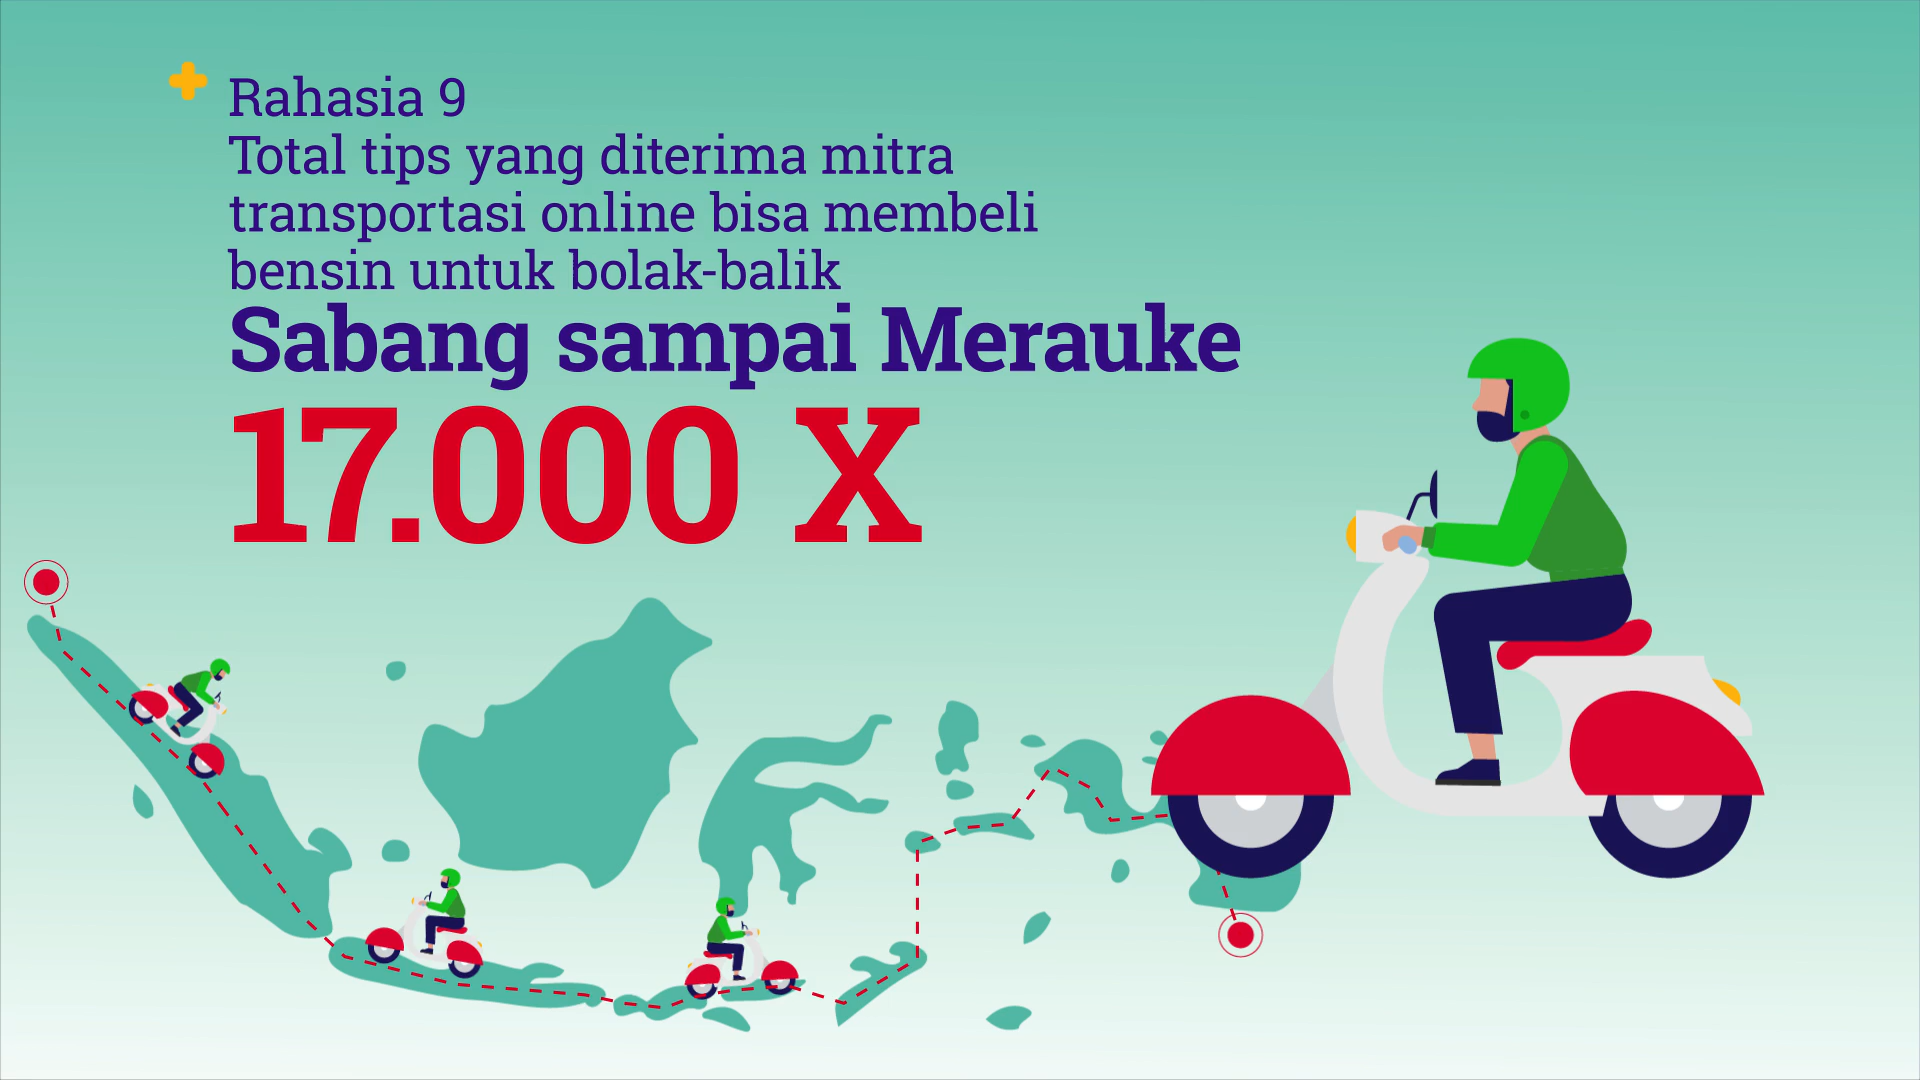 Rahasia 9
Total tips yang diterima mitra
transportasi online bisa membeli
bensin untuk bolak-balik
Sabang sampai Merauke
17.000 X